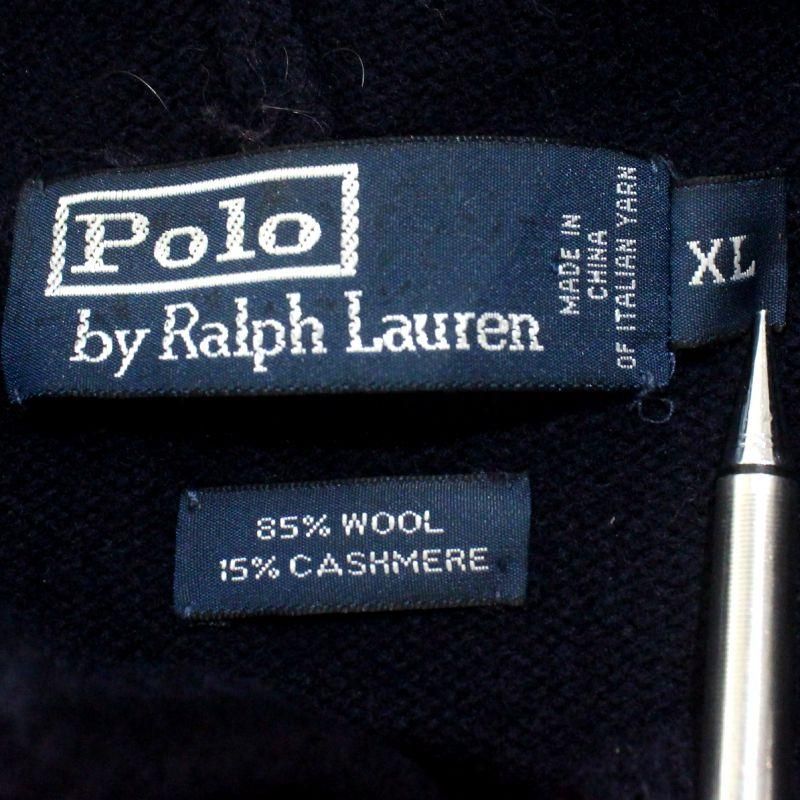 Polo
by Ralph Lauren
MADE IN
CHINA
OF ITALIAN YARN
XL
85% WOOL
15% CASHMERE